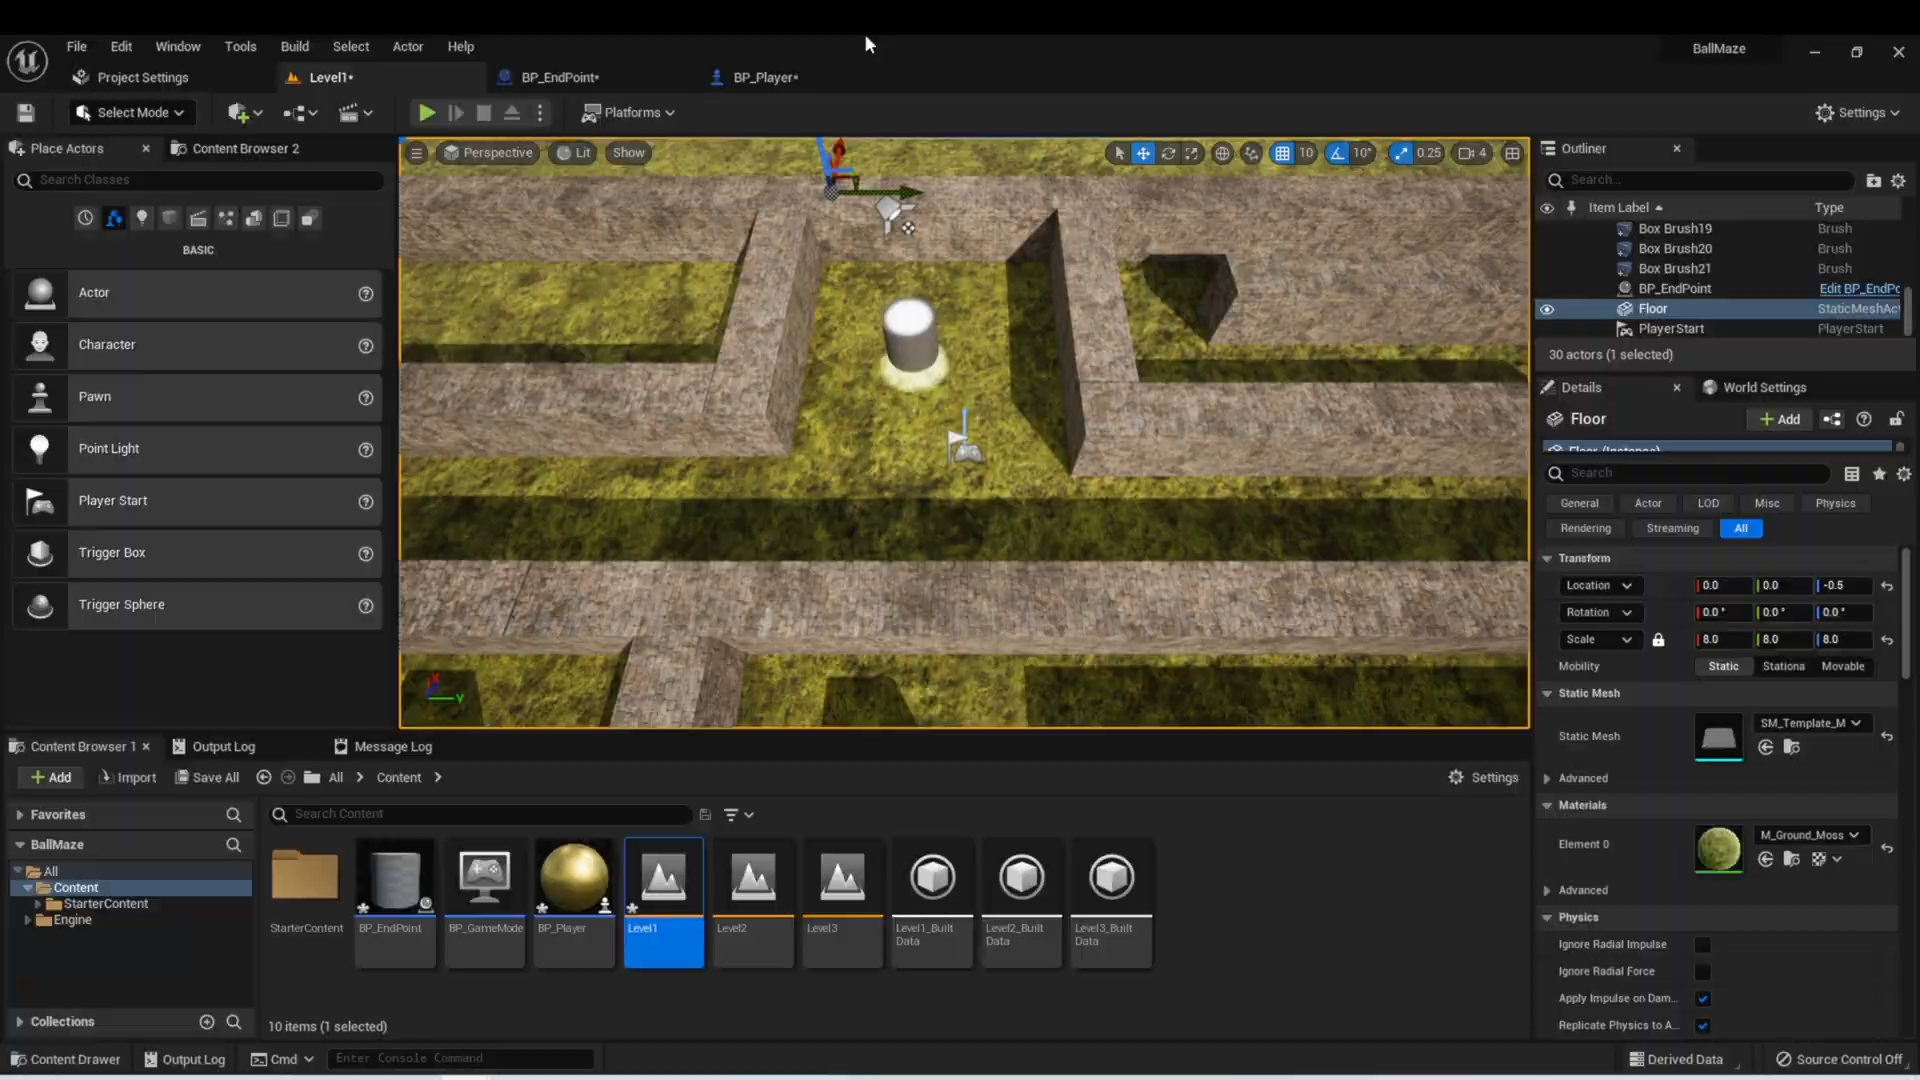 File Edit Window Tools Build Select Actor Help
BallMaze
Project Settings
Level1*
BP_EndPoint*
BP_Player*
Select Mode
Platforms
Settings
Place Actors
Content Browser 2
Search Classes
BASIC
Actor
Character
Pawn
Point Light
Player Start
Trigger Box
Trigger Sphere
Perspective
Lit
Show
10
10°
0.25
4
X
Y
Outliner
Search...
Item Label
Type
Box Brush19 Brush
Box Brush20 Brush
Box Brush21 Brush
BP_EndPoint Edit BP_EndPc
Floor StaticMeshAc
PlayerStart PlayerStart
30 actors (1 selected)
Details
World Settings
Floor
Add
Search
General Actor LOD Misc Physics
Rendering Streaming All
Transform
Location 0.0 0.0 -0.5
Rotation 0.0° 0.0° 0.0°
Scale 8.0 8.0 8.0
Mobility Static Stationa Movable
Static Mesh
Static Mesh SM_Template_M
Advanced
Materials
Element 0 M_Ground_Moss
Advanced
Physics
Ignore Radial Impulse
Ignore Radial Force
Apply Impulse on Dam...
Replicate Physics to A...
Content Browser 1
Output Log
Message Log
Add
Import
Save All
All
Content
Settings
Favorites
BallMaze
All
Content
StarterContent
Engine
Collections
Search Content
StarterContent
BP_EndPoint
BP_GameMode
BP_Player
Level1
Level2
Level3
Level1_Built
Data
Level2_Built
Data
Level3_Built
Data
10 items (1 selected)
Content Drawer
Output Log
Cmd
Enter Console Command
Derived Data
Source Control Off